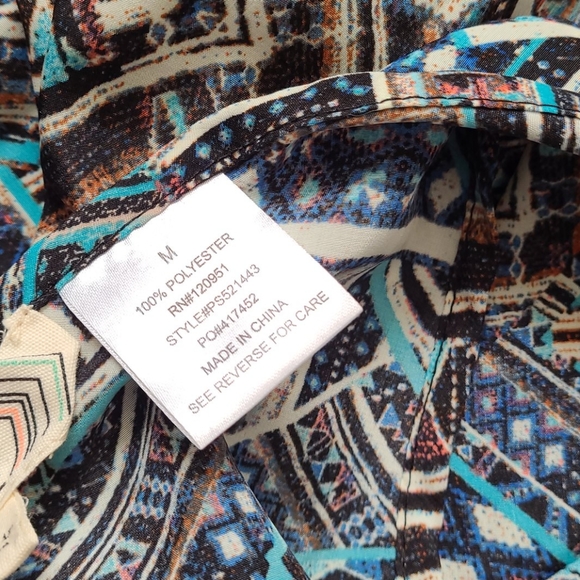 M
100% POLYESTER
RN#120951
STYLE#PS521443
PO#417452
MADE IN CHINA
SEE REVERSE FOR CARE